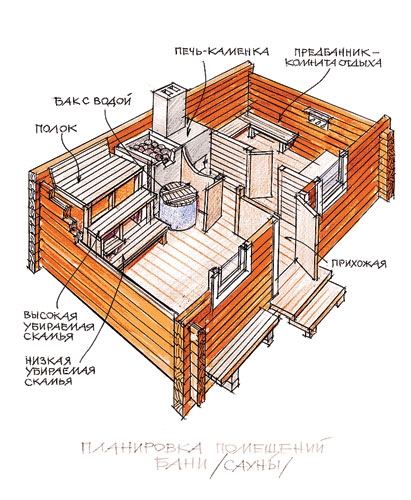 ПЕЧЬ-КАМЕНКА
ПРЕДБАННИК-
КОМНАТА ОТДЫХА
БАК С ВОДОЙ
ПОЛОК
ПРИХОЖАЯ
ВЫСОКАЯ
УБИРАЕМАЯ
СКАМЬЯ
НИЗКАЯ
УБИРАЕМАЯ
СКАМЬЯ
ПЛАНИРОВКА ПОМЕЩЕНИЙ
БАНИ /САУНЫ/